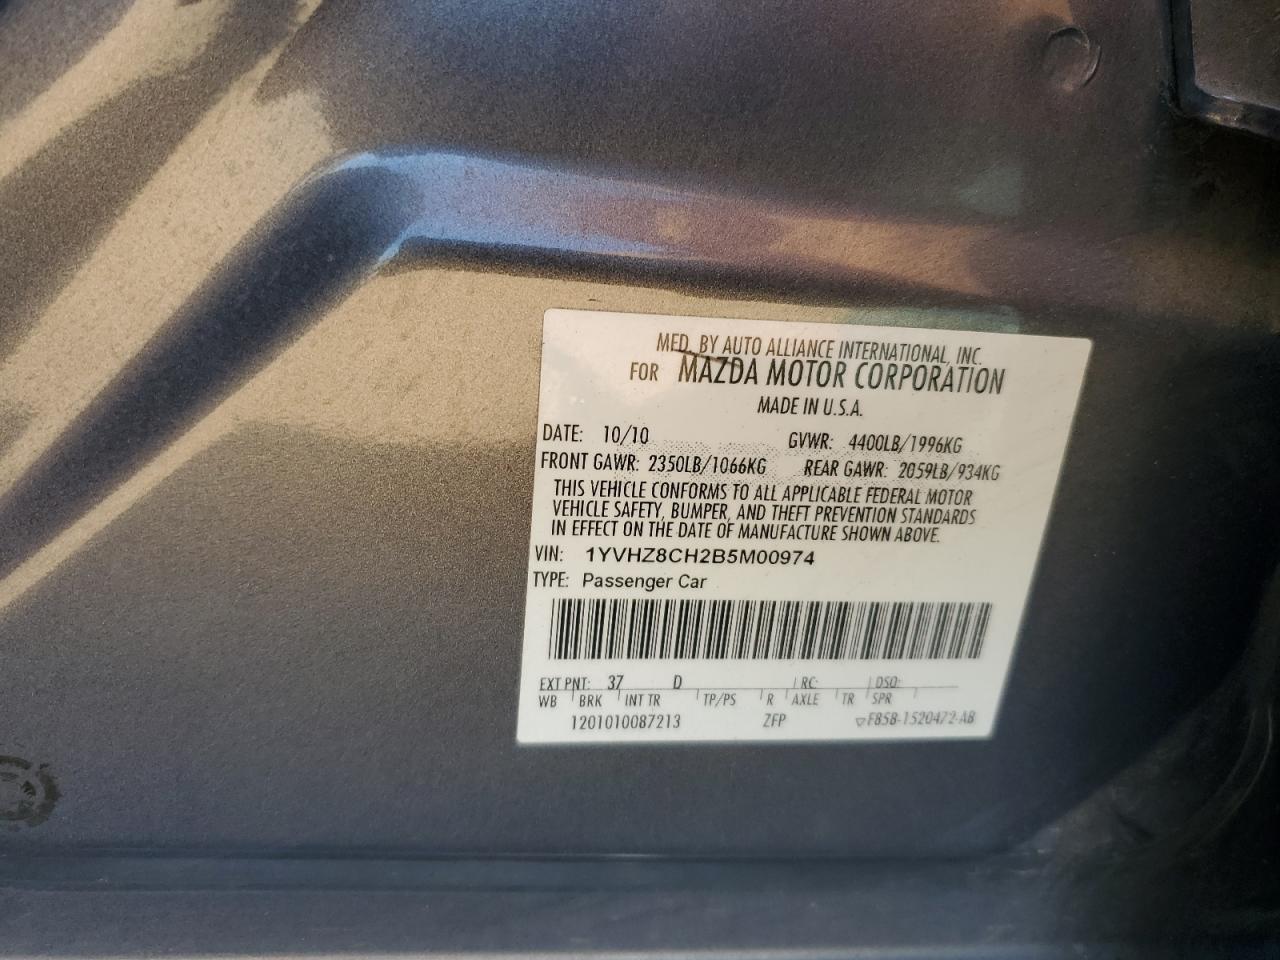 MFD. BY AUTO ALLIANCE INTERNATIONAL, INC.
FOR MAZDA MOTOR CORPORATION
MADE IN U.S.A.
DATE: 10/10 GVWR: 4400LB/1996KG
FRONT GAWR: 2350LB/1066KG REAR GAWR: 2059LB/934KG
THIS VEHICLE CONFORMS TO ALL APPLICABLE FEDERAL MOTOR
VEHICLE SAFETY, BUMPER, AND THEFT PREVENTION STANDARDS
IN EFFECT ON THE DATE OF MANUFACTURE SHOWN ABOVE.
VIN: 1YVHZ8CH2B5M00974
TYPE: Passenger Car
EXT PNT: 37 D RC: DSO:
WB BRK INT TR TP/PS R AXLE TR SPR
1201010087213 ZFP ▽F85B-1520472-AB